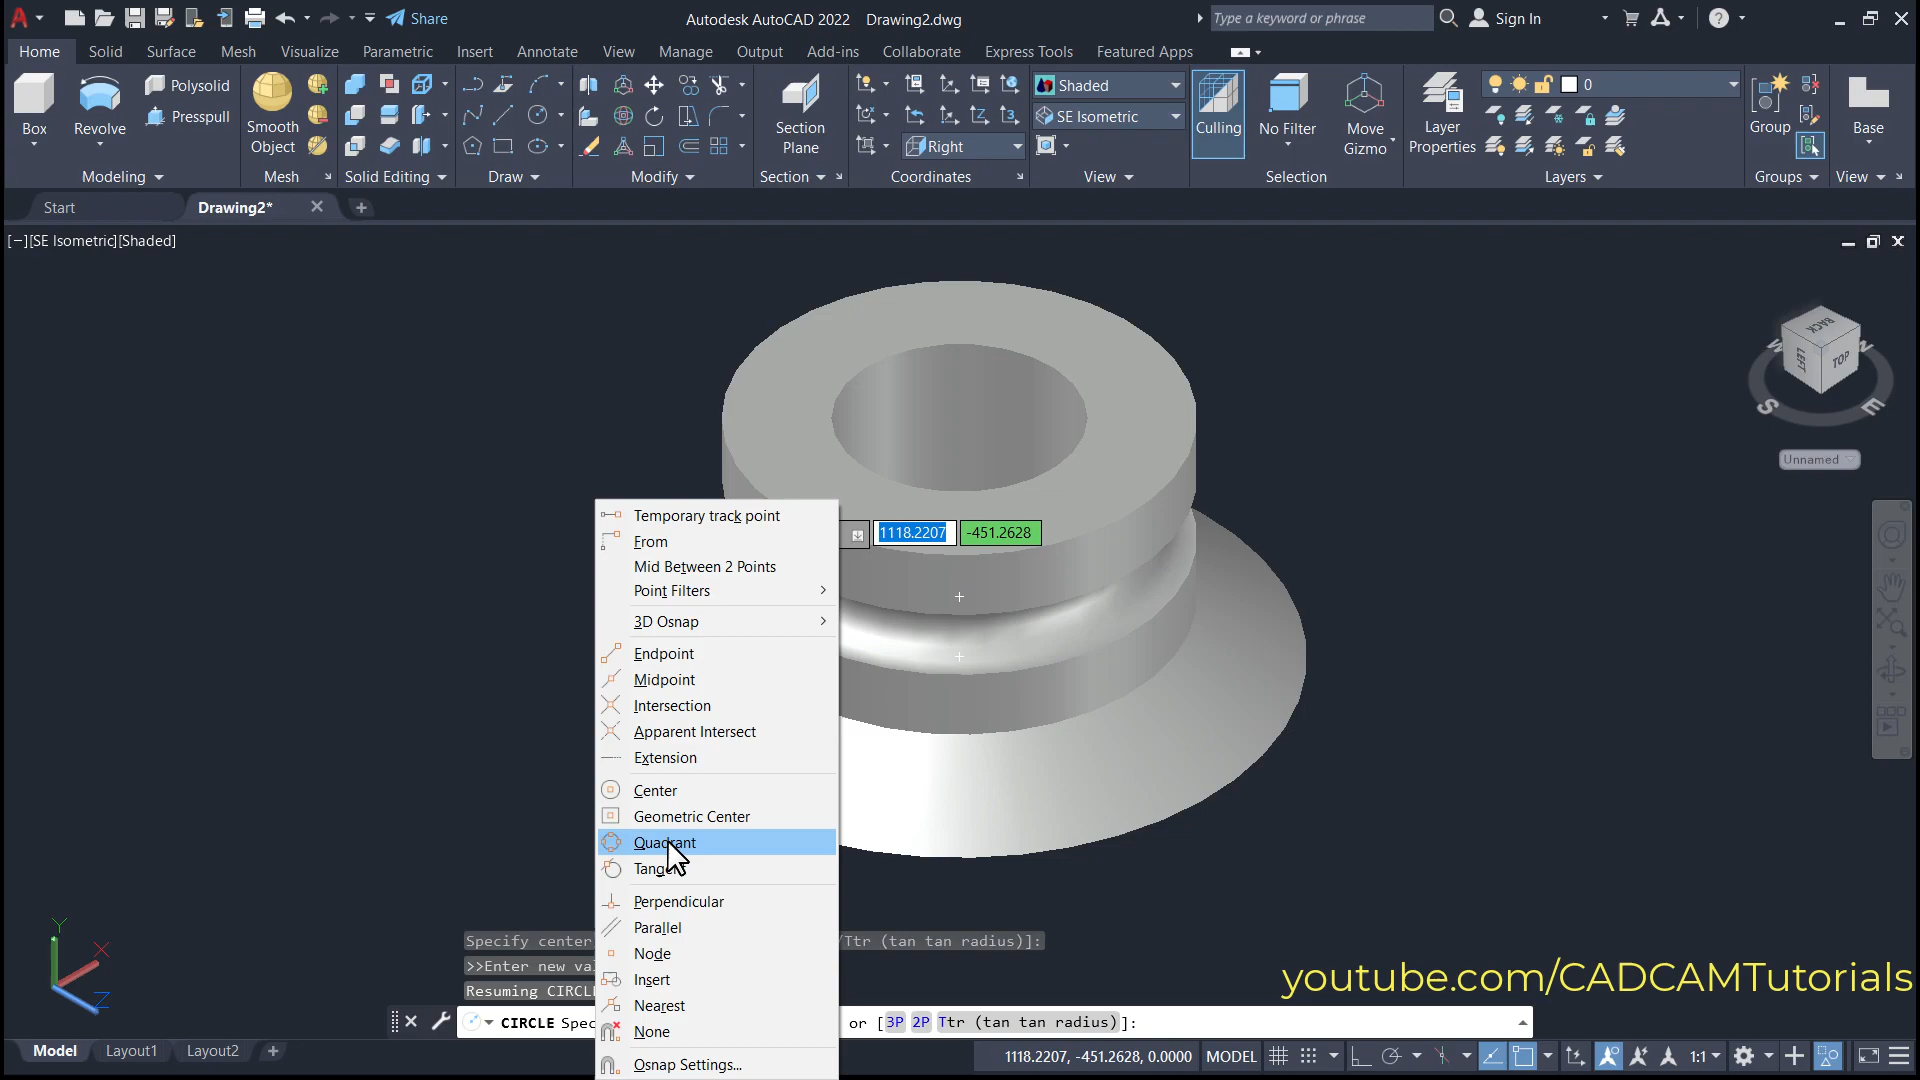 Share
Autodesk AutoCAD 2022 Drawing2.dwg
Type a keyword or phrase
Sign In
Home Solid Surface Mesh Visualize Parametric Insert Annotate View Manage Output Add-ins Collaborate Express Tools Featured Apps
Box
Revolve
Polysolid
Presspull
Smooth
Object
Section
Plane
Right
Shaded
SE Isometric
Culling
No Filter
Move
Gizmo
Layer
Properties
0
Group
Base
Modeling
Mesh
Solid Editing
Draw
Modify
Section
Coordinates
View
Selection
Layers
Groups
View
Start
Drawing2*
[−][SE Isometric][Shaded]
BACK
LEFT
TOP
W
N
S
E
Unnamed
1118.2207
-451.2628
Temporary track point
From
Mid Between 2 Points
Point Filters
3D Osnap
Endpoint
Midpoint
Intersection
Apparent Intersect
Extension
Center
Geometric Center
Quadrant
Perpendicular
Parallel
Node
Insert
Nearest
None
Osnap Settings...
Y
X
Z
Specify center
/Ttr (tan tan radius)]:
>>Enter new
Resuming
CIRCLE
or [3P 2P Ttr (tan tan radius)]:
youtube.com/CADCAMTutorials
Model Layout1 Layout2
1118.2207, -451.2628, 0.0000 MODEL
1:1